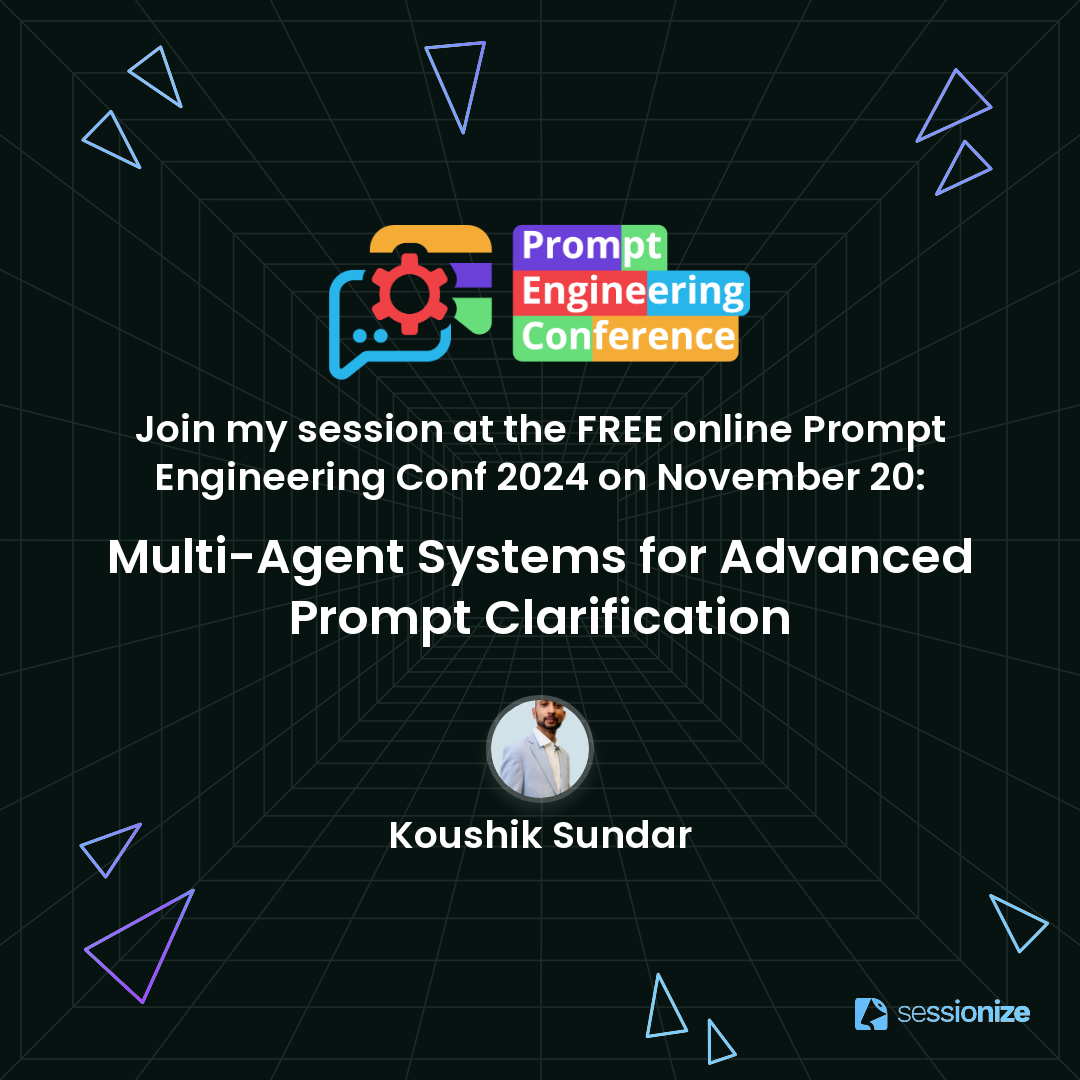 Prompt
Engineering
Conference
Join my session at the FREE online Prompt
Engineering Conf 2024 on November 20:
Multi-Agent Systems for Advanced
Prompt Clarification
Koushik Sundar
sessionize